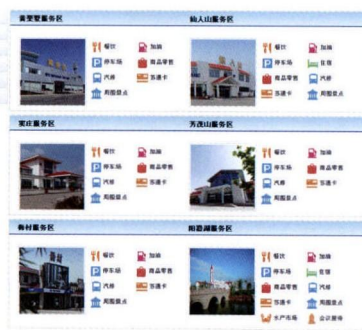 黄栗墅服务区
仙人山服务区
餐饮 加油
停车场 商品零售
汽修 苏通卡
周围景点
餐饮 加油
停车场 住宿
商品零售 汽修
苏通卡 周围景点
窦庄服务区
芳茂山服务区
餐饮 加油
停车场 商品零售
汽修 苏通卡
周围景点
餐饮 加油
停车场 商品零售
汽修 苏通卡
周围景点
梅村服务区
阳澄湖服务区
餐饮 加油
停车场 商品零售
汽修 苏通卡
周围景点
餐饮 加油
停车场 住宿
商品零售 汽修
苏通卡 周围景点
水产市场 会议服务